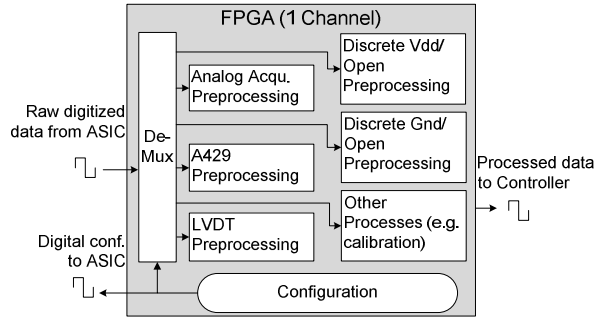 FPGA (1 Channel)
Discrete Vdd/
Open
Preprocessing
Analog Acqu.
Preprocessing
Raw digitized
data from ASIC
De-
Mux
Discrete Gnd/
Open
Preprocessing
A429
Preprocessing
Processed data
to Controller
Other
Processes (e.g.
calibration)
LVDT
Preprocessing
Digital conf.
to ASIC
Configuration